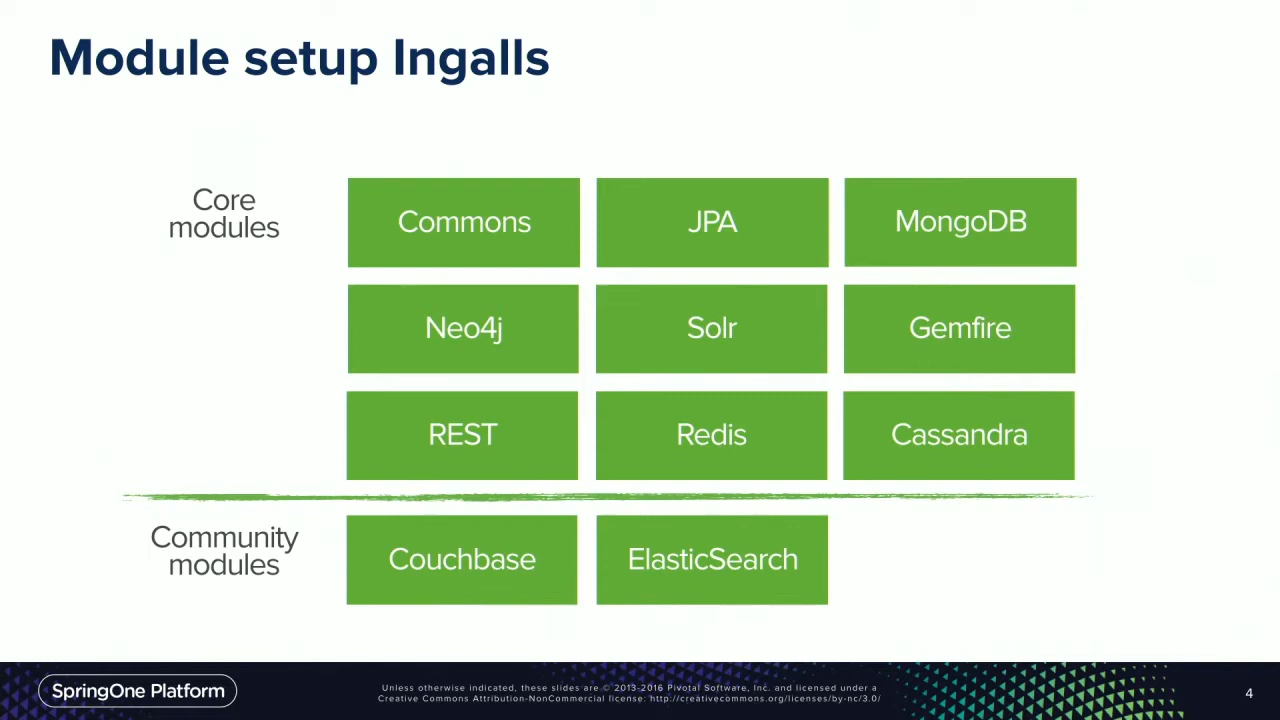 Module setup Ingalls
Core
modules
Commons
JPA
MongoDB
Neo4j
Solr
Gemfire
REST
Redis
Cassandra
Community
modules
Couchbase
ElasticSearch
SpringOne Platform
Unless otherwise indicated, these slides are © 2013-2016 Pivotal Software, Inc. and licensed under a
Creative Commons Attribution-NonCommercial license: http://creativecommons.org/licenses/by-nc/3.0/
4